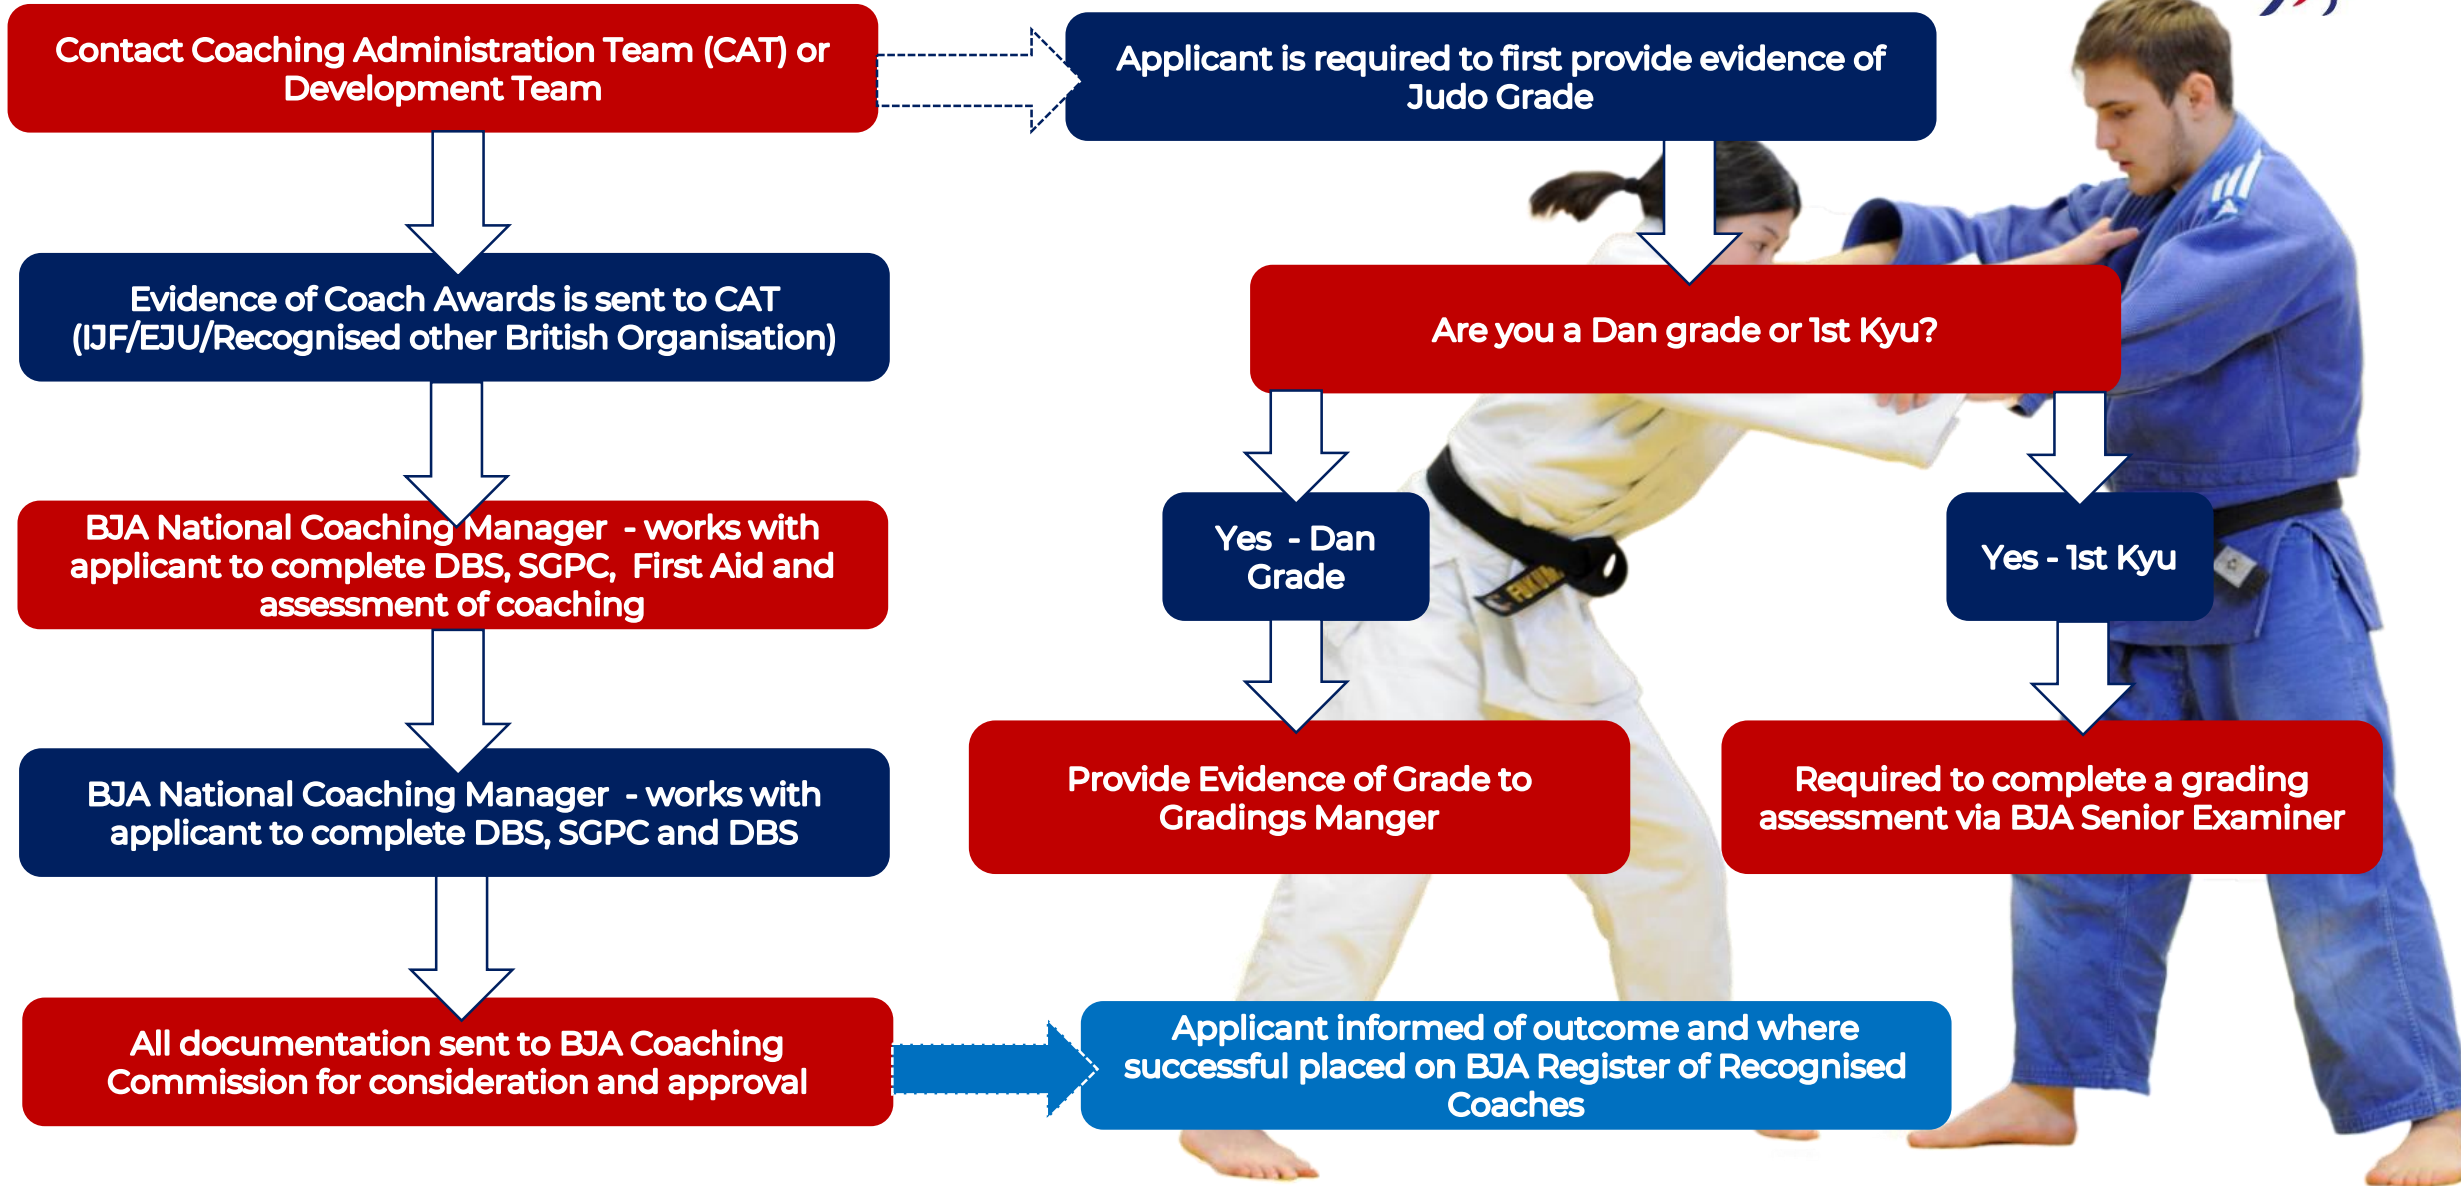 Contact Coaching Administration Team (CAT) or
Development Team
Applicant is required to first provide evidence of
Judo Grade
Evidence of Coach Awards is sent to CAT
(IJF/EJU/Recognised other British Organisation)
Are you a Dan grade or 1st Kyu?
BJA National Coaching Manager - works with
applicant to complete DBS, SGPC, First Aid and
assessment of coaching
Yes - Dan
Grade
Yes - 1st Kyu
BJA National Coaching Manager - works with
applicant to complete DBS, SGPC and DBS
Provide Evidence of Grade to
Gradings Manger
Required to complete a grading
assessment via BJA Senior Examiner
All documentation sent to BJA Coaching
Commission for consideration and approval
Applicant informed of outcome and where
successful placed on BJA Register of Recognised
Coaches